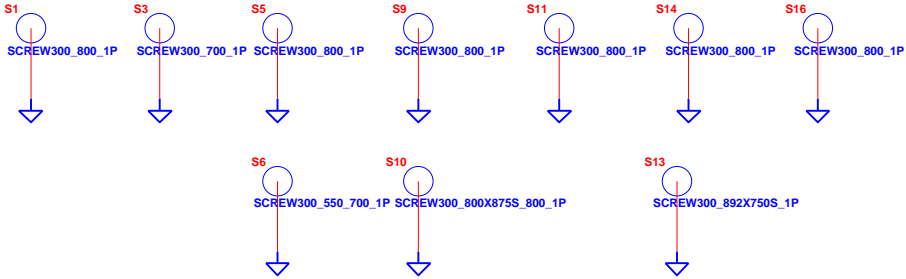 S1 S3 S5 S9 S11 S14 S16
SCREW300_800_1P SCREW300_700_1P SCREW300_800_1P SCREW300_800_1P SCREW300_800_1P SCREW300_800_1P SCREW300_800_1P
S6 S10 S13
SCREW300_550_700_1P SCREW300_800X875S_800_1P SCREW300_892X750S_1P